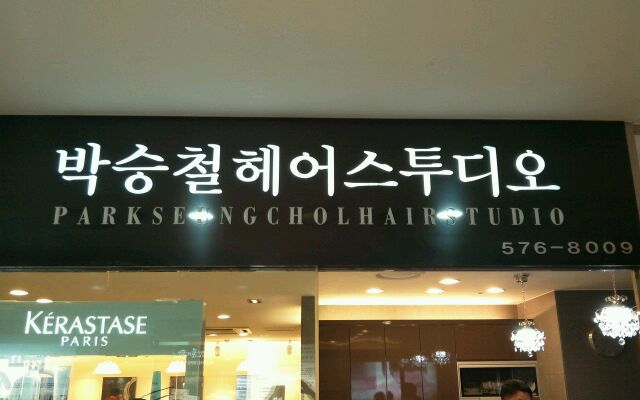 박승철헤어스투디오
PARKSEUNGCHOLHAIRSTUDIO
576-8009
KÉRASTASE
PARIS